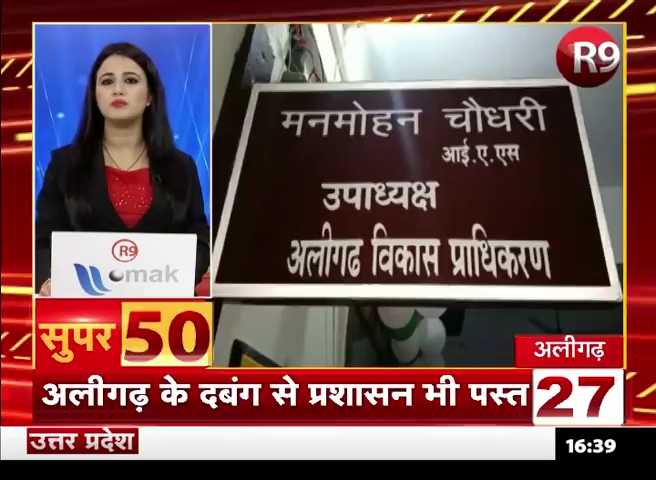 R9
मनमोहन चौधरी
आई.ए.एस
उपाध्यक्ष
अलीगढ विकास प्राधिकरण
R9
omak
सुपर 50
अलीगढ़
अलीगढ़ के दबंग से प्रशासन भी पस्त 27
उत्तर प्रदेश
16:39